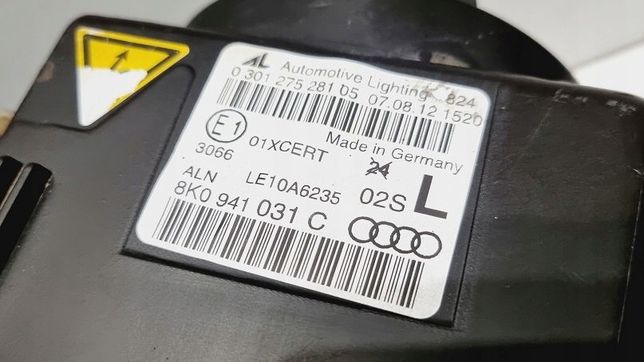 AL Automotive Lighting 824
0 301 275 281 05 07.08.12 1520
E1 01XCERT Made in Germany
3066 24
ALN LE10A6235 02S L
8K0 941 031 C